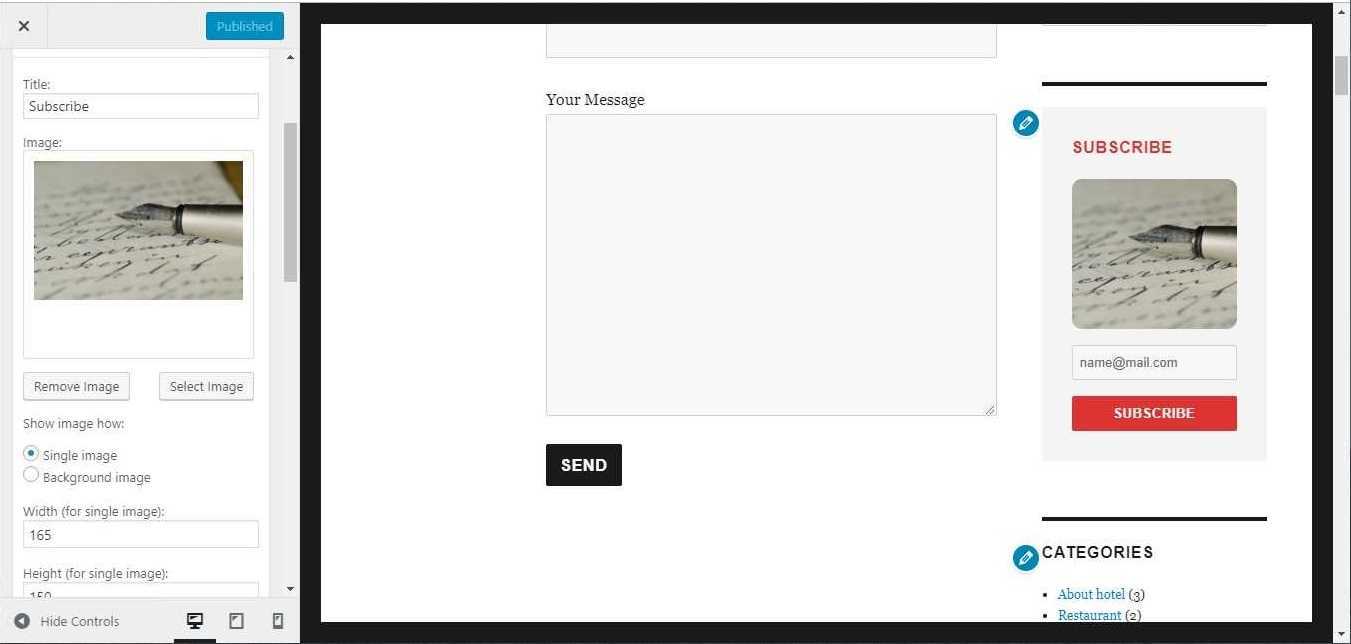 Published
Title:
Subscribe
Image:
Remove Image
Select Image
Show image how:
Single image
Background image
Width (for single image):
165
Height (for single image):
150
Hide Controls
Your Message
SEND
SUBSCRIBE
name@mail.com
SUBSCRIBE
CATEGORIES
About hotel (3)
Restaurant (2)